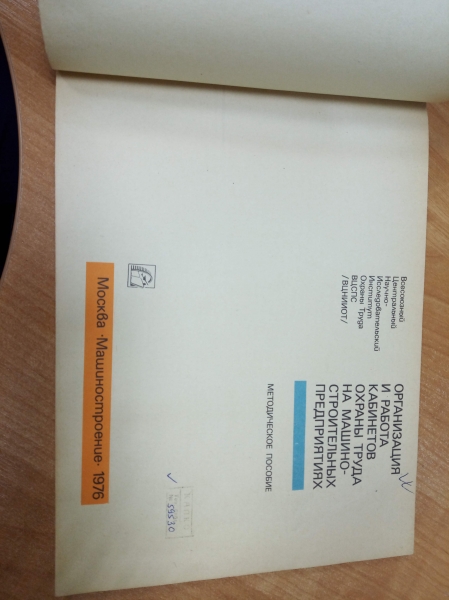 Всесоюзный
Центральный
Научно-
Исследовательский
Институт
Охраны Труда
ВЦСПС
/ВЦНИИОТ/
ОРГАНИЗАЦИЯ
И РАБОТА
КАБИНЕТОВ
ОХРАНЫ ТРУДА
НА МАШИНО-
СТРОИТЕЛЬНЫХ
ПРЕДПРИЯТИЯХ
МЕТОДИЧЕСКОЕ ПОСОБИЕ
59530
Москва «Машиностроение» 1976